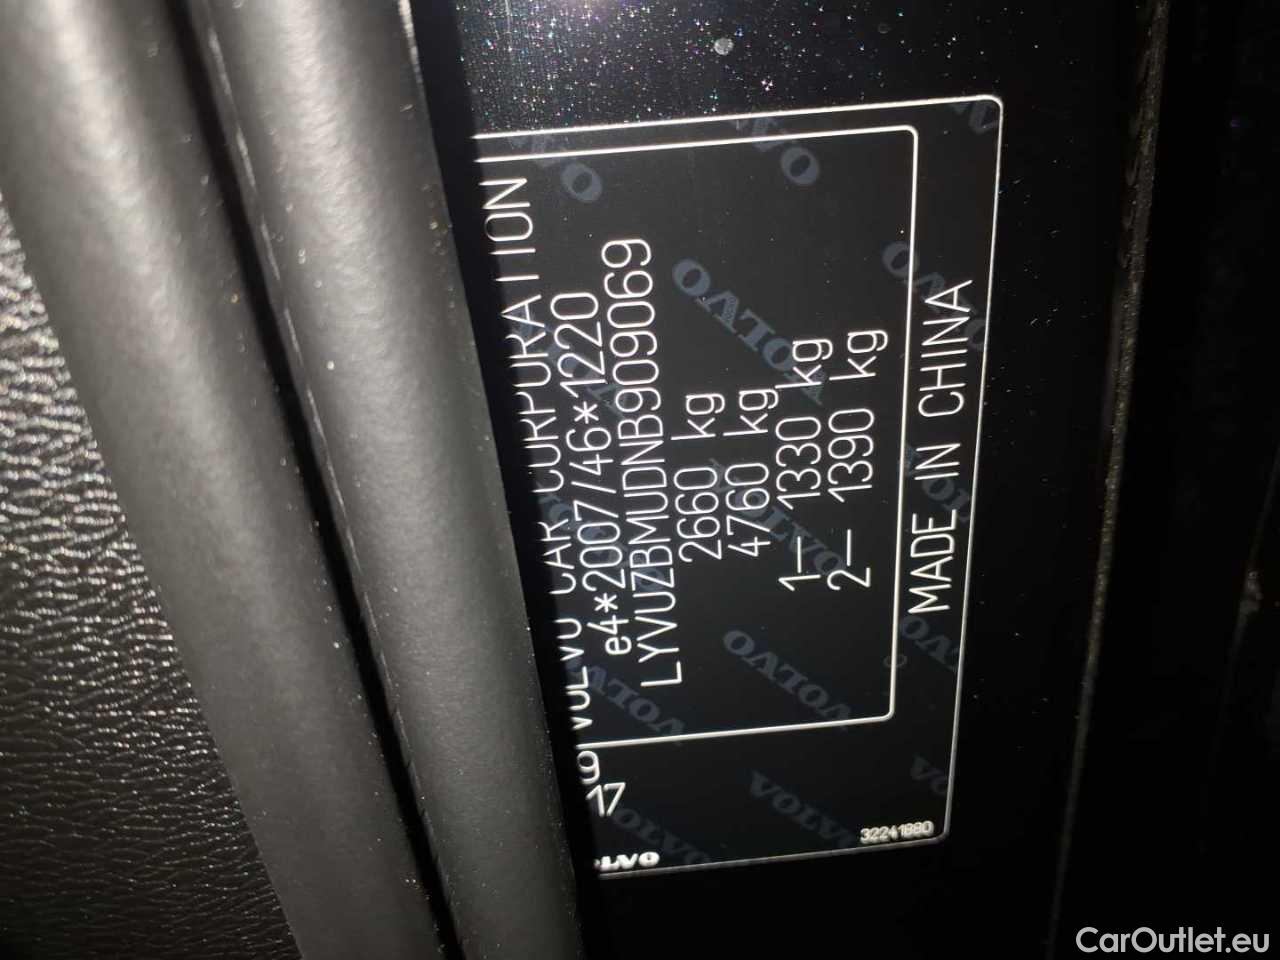 VOLVO CAR CORPORATION
e4*2007/46*1220
LYVUZBMUDNB909069
2660 kg
4760 kg
1– 1330 kg
2– 1390 kg
MADE IN CHINA
17
VOLVO
32241880
CarOutlet.eu